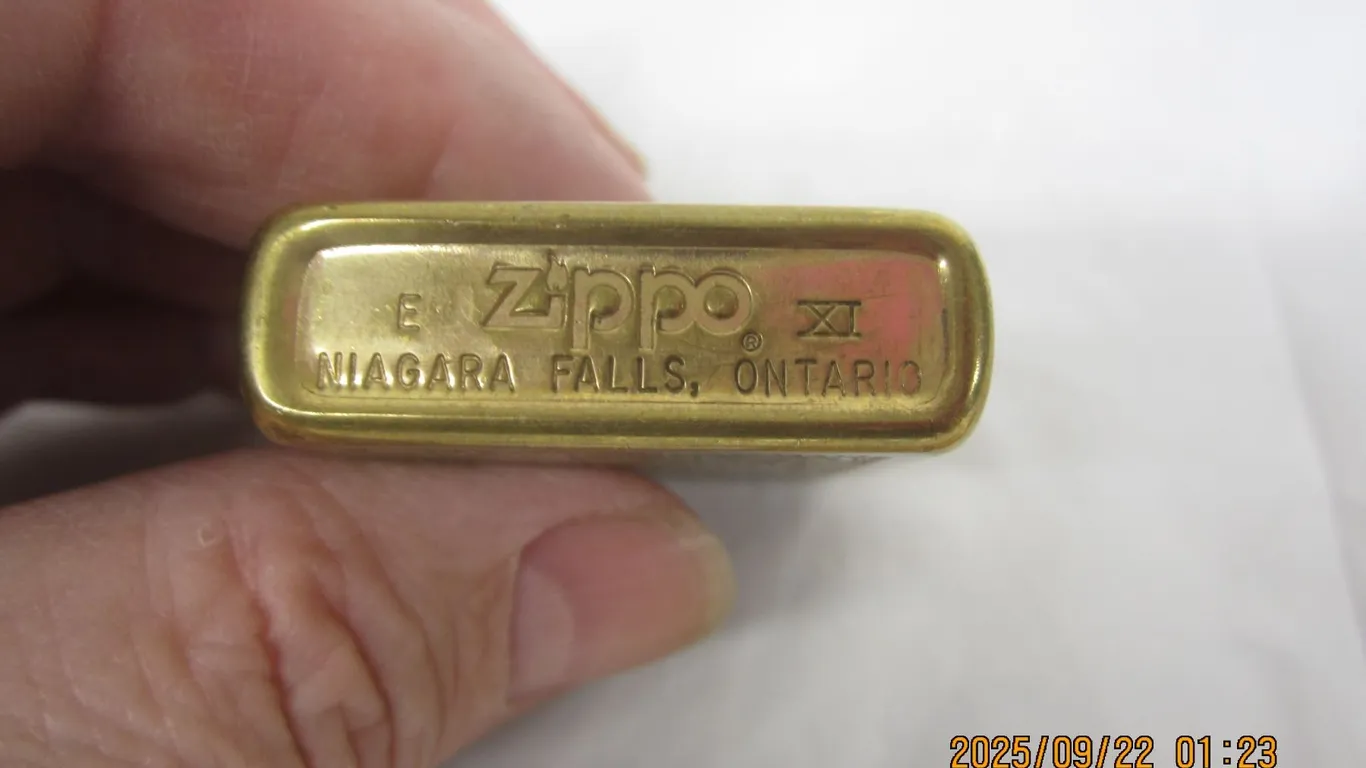 E zippo® XI
NIAGARA FALLS, ONTARIO
2025/09/22 01:23